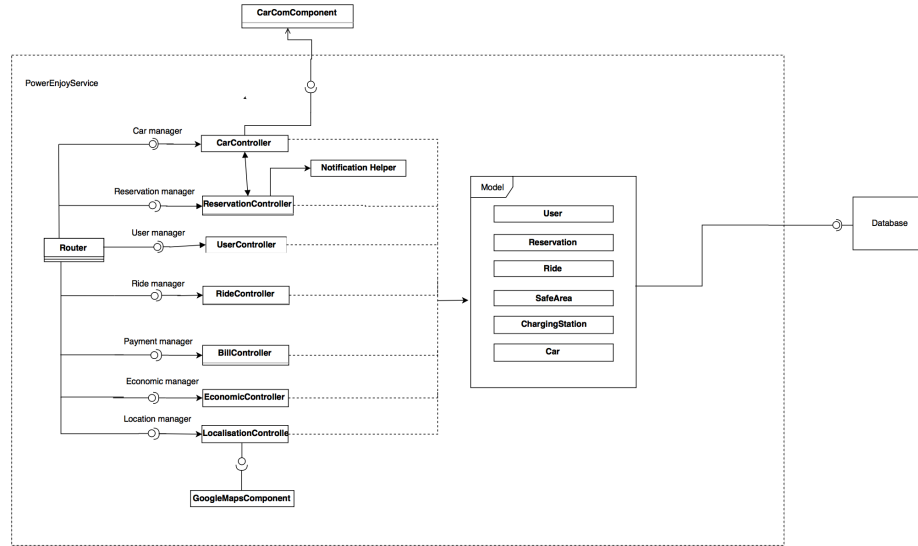 CarComComponent
PowerEnjoyService
Car manager
CarController
Notification Helper
Reservation manager
ReservationController
Model
User
User manager
Router
UserController
Database
Reservation
Ride
Ride manager
RideController
SafeArea
ChargingStation
Payment manager
BillController
Car
Economic manager
EconomicController
Location manager
LocalisationControlle
GoogleMapsComponent